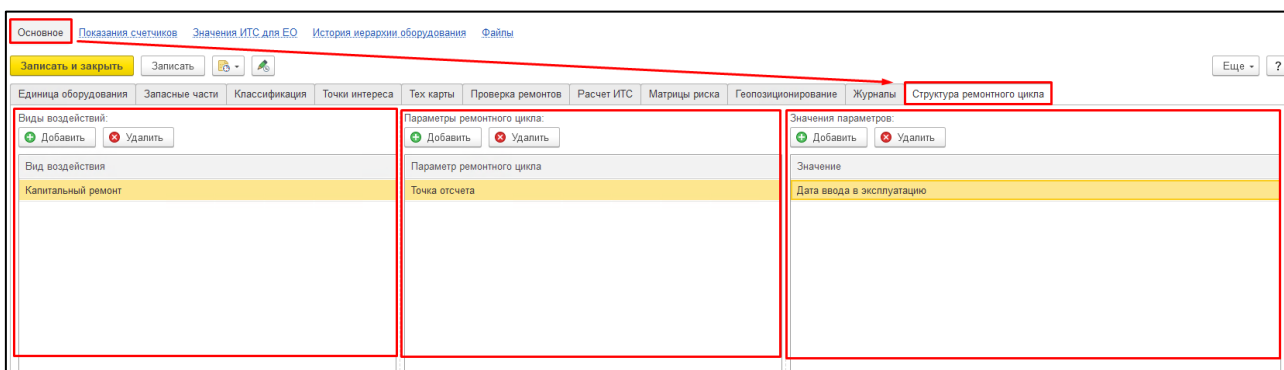 Основное Показания счетчиков Значения ИТС для ЕО История иерархии оборудования Файлы
Записать и закрыть Записать Еще ?
Единица оборудования Запасные части Классификация Точки интереса Тех карты Проверка ремонтов Расчет ИТС Матрицы риска Геопозиционирование Журналы Структура ремонтного цикла
Виды воздействий: Параметры ремонтного цикла: Значения параметров:
Добавить Удалить Добавить Удалить Добавить Удалить
Вид воздействия Параметр ремонтного цикла Значение
Капитальный ремонт Точка отсчета Дата ввода в эксплуатацию